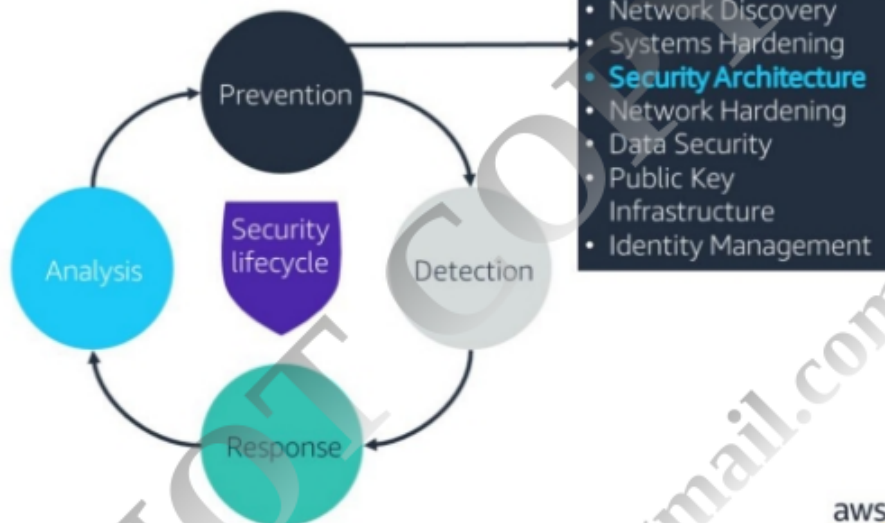 • Network Discovery
• Systems Hardening
• Security Architecture
• Network Hardening
• Data Security
• Public Key
Infrastructure
• Identity Management
Prevention
Security
lifecycle
Analysis
Detection
Response
aws